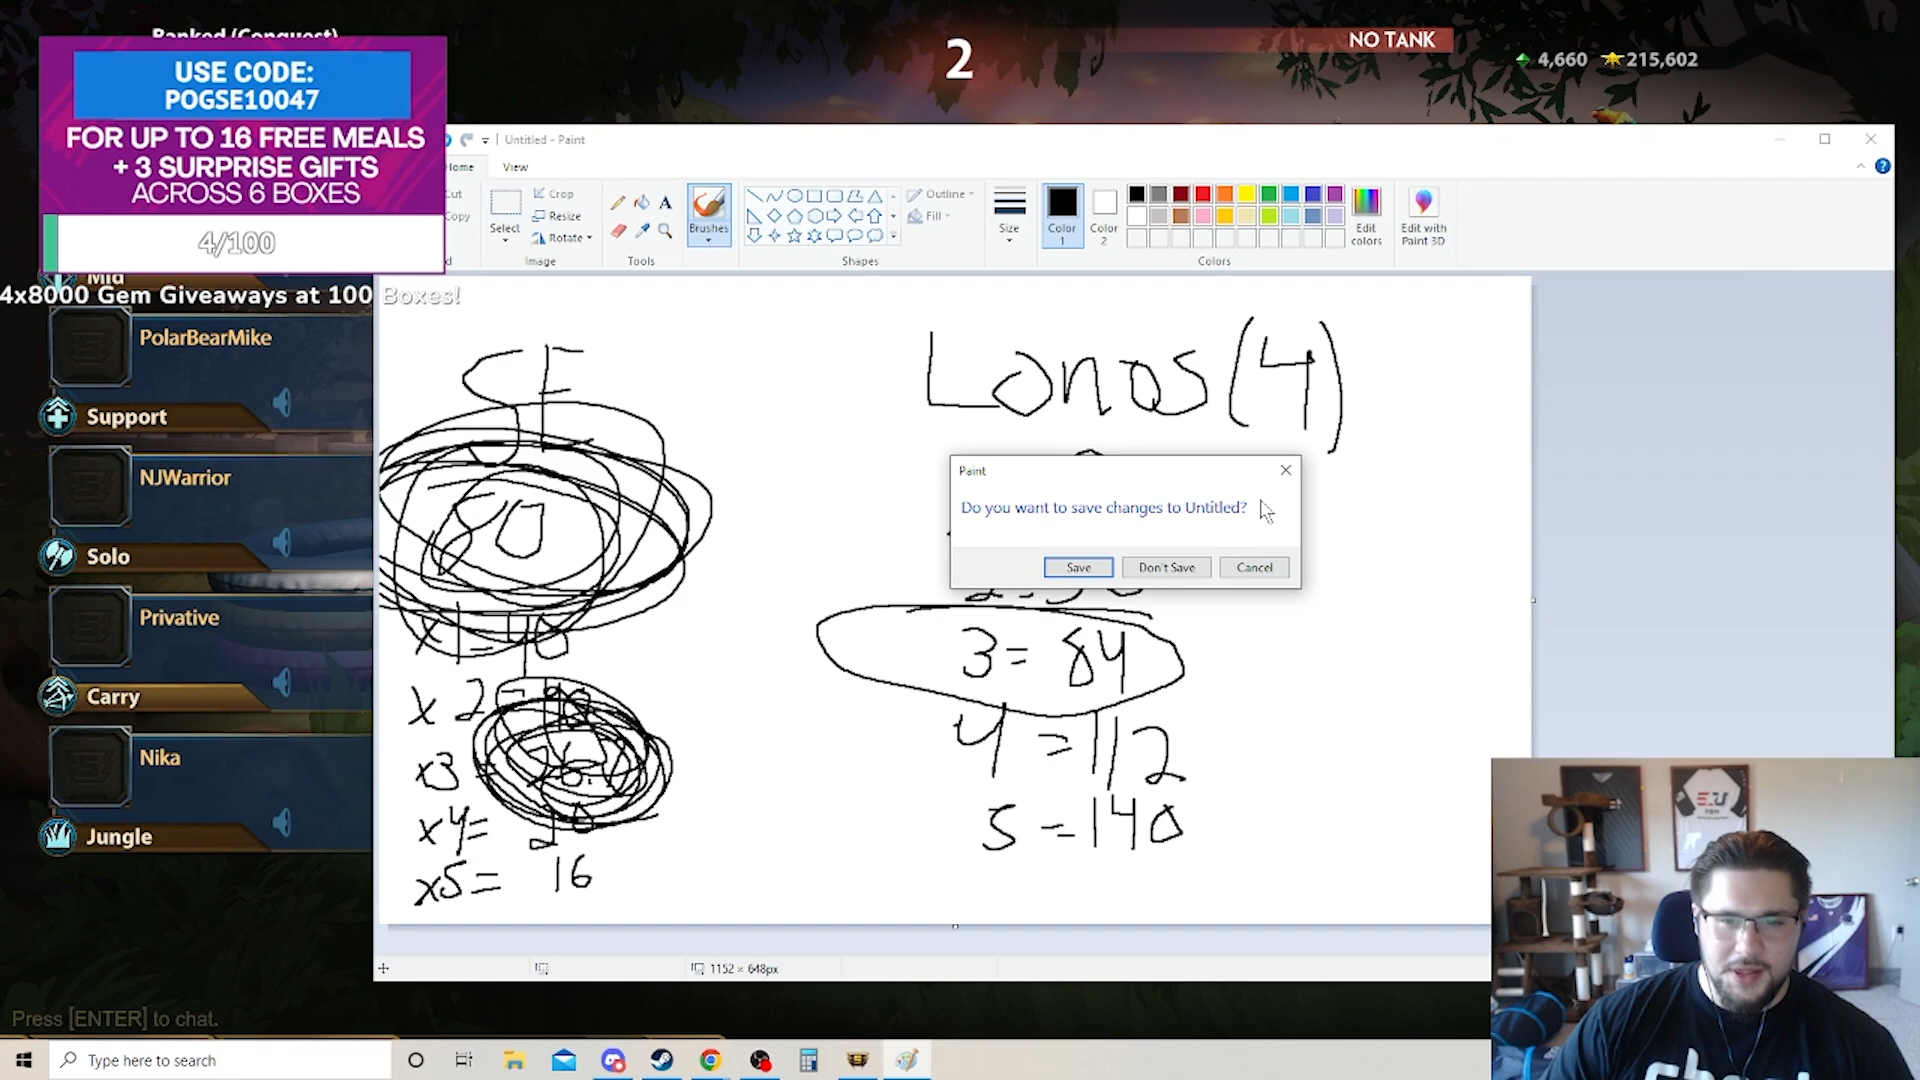 Ranked (Conquest)
2
NO TANK
4,660
215,602
USE CODE:
POGSE10047
FOR UP TO 16 FREE MEALS
+ 3 SURPRISE GIFTS
ACROSS 6 BOXES
4/100
4x8000 Gem Giveaways at 100 Boxes!
Mid
PolarBearMike
Support
NJWarrior
Solo
Privative
Carry
Nika
Jungle
Press [ENTER] to chat.
Untitled - Paint
Home
View
Select
Crop
Resize
Rotate
Image
Tools
Brushes
Shapes
Outline
Fill
Size
Color 1
Color 2
Edit colors
Edit with Paint 3D
Colors
Lonos (4)
3 = 84
4 = 112
5 = 140
x1 = 40
x2
x3
x4 = 20
x5 = 16
Paint
Do you want to save changes to Untitled?
Save
Don't Save
Cancel
1152 × 648px
Type here to search